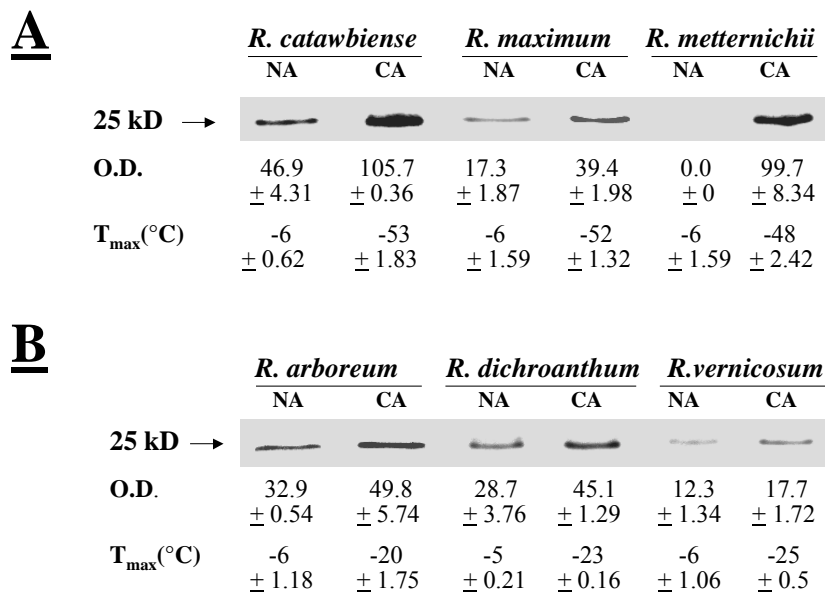 A
R. catawbiense R. maximum R. metternichii
NA CA NA CA NA CA
25 kD →
O.D. 46.9 105.7 17.3 39.4 0.0 99.7
± 4.31 ± 0.36 ± 1.87 ± 1.98 ± 0 ± 8.34
Tmax(°C) -6 -53 -6 -52 -6 -48
± 0.62 ± 1.83 ± 1.59 ± 1.32 ± 1.59 ± 2.42
B
R. arboreum R. dichroanthum R.vernicosum
NA CA NA CA NA CA
25 kD →
O.D. 32.9 49.8 28.7 45.1 12.3 17.7
± 0.54 ± 5.74 ± 3.76 ± 1.29 ± 1.34 ± 1.72
Tmax(°C) -6 -20 -5 -23 -6 -25
± 1.18 ± 1.75 ± 0.21 ± 0.16 ± 1.06 ± 0.5